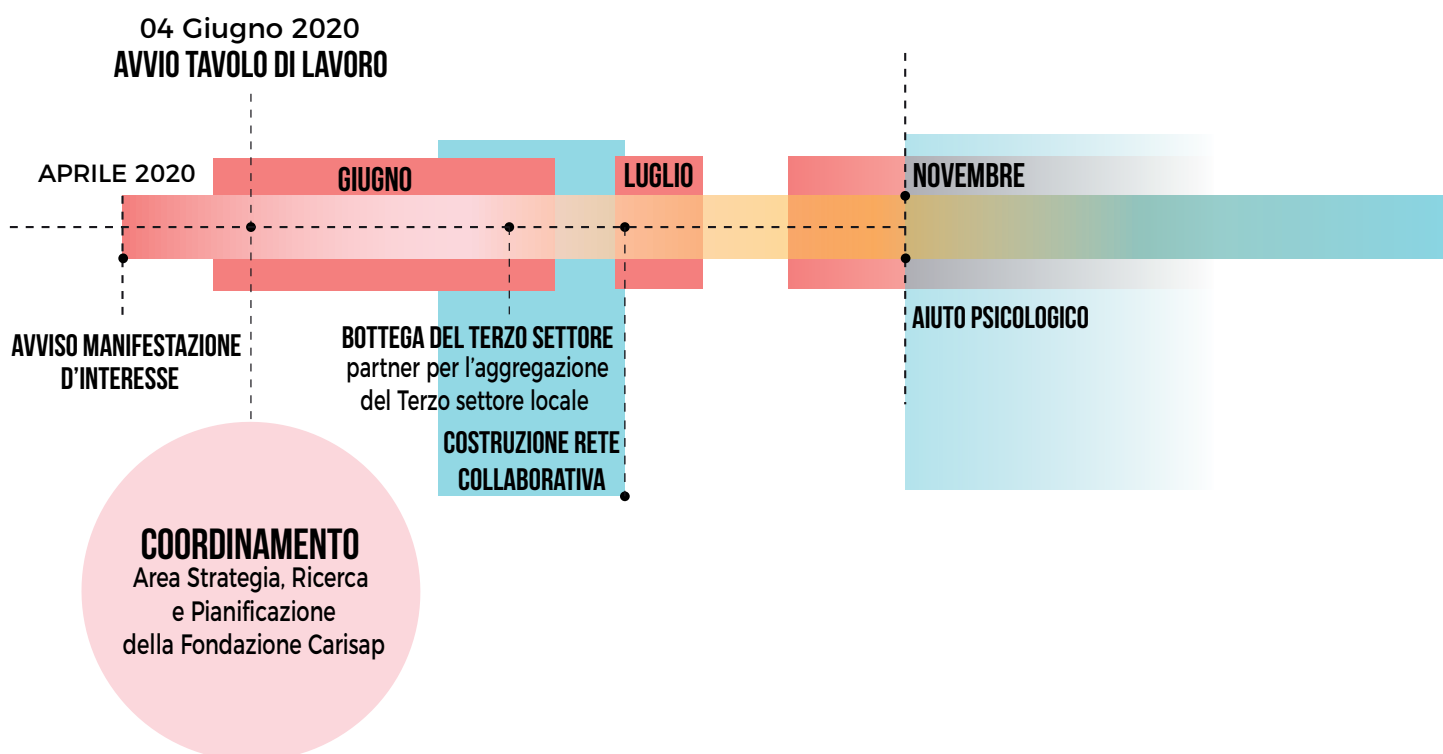 04 Giugno 2020
AVVIO TAVOLO DI LAVORO
APRILE 2020
GIUGNO
LUGLIO
NOVEMBRE
AVVISO MANIFESTAZIONE
D'INTERESSE
BOTTEGA DEL TERZO SETTORE
partner per l'aggregazione
del Terzo settore locale
COSTRUZIONE RETE
COLLABORATIVA
AIUTO PSICOLOGICO
COORDINAMENTO
Area Strategia, Ricerca
e Pianificazione
della Fondazione Carisap